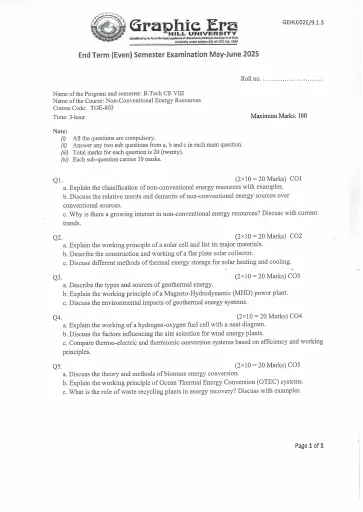 GEHU/02E/9.1.3
Graphic Era
HILL UNIVERSITY
End Term (Even) Semester Examination May-June 2025
Roll no. ............................
Name of the Program and semester: B.Tech CE VIII
Name of the Course: Non-Conventional Energy Resources
Course Code: TOE-803
Time: 3-hour Maximum Marks: 100
Note:
(i) All the questions are compulsory.
(ii) Answer any two sub questions from a, b and c in each main question.
(iii) Total marks for each question is 20 (twenty).
(iv) Each sub-question carries 10 marks.
Q1. (2×10 = 20 Marks) CO1
a. Explain the classification of non-conventional energy resources with examples.
b. Discuss the relative merits and demerits of non-conventional energy sources over
conventional sources.
c. Why is there a growing interest in non-conventional energy resources? Discuss with current
trends.
Q2. (2×10 = 20 Marks) CO2
a. Explain the working principle of a solar cell and list its major materials.
b. Describe the construction and working of a flat plate solar collector.
c. Discuss different methods of thermal energy storage for solar heating and cooling.
Q3. (2×10 = 20 Marks) CO3
a. Describe the types and sources of geothermal energy.
b. Explain the working principle of a Magneto-Hydrodynamic (MHD) power plant.
c. Discuss the environmental impacts of geothermal energy systems.
Q4. (2×10 = 20 Marks) CO4
a. Explain the working of a hydrogen-oxygen fuel cell with a neat diagram.
b. Discuss the factors influencing the site selection for wind energy plants.
c. Compare thermo-electric and thermionic conversion systems based on efficiency and working
principles.
Q5. (2×10 = 20 Marks) CO5
a. Discuss the theory and methods of biomass energy conversion.
b. Explain the working principle of Ocean Thermal Energy Conversion (OTEC) systems.
c. What is the role of waste recycling plants in energy recovery? Discuss with examples.
Page 1 of 1